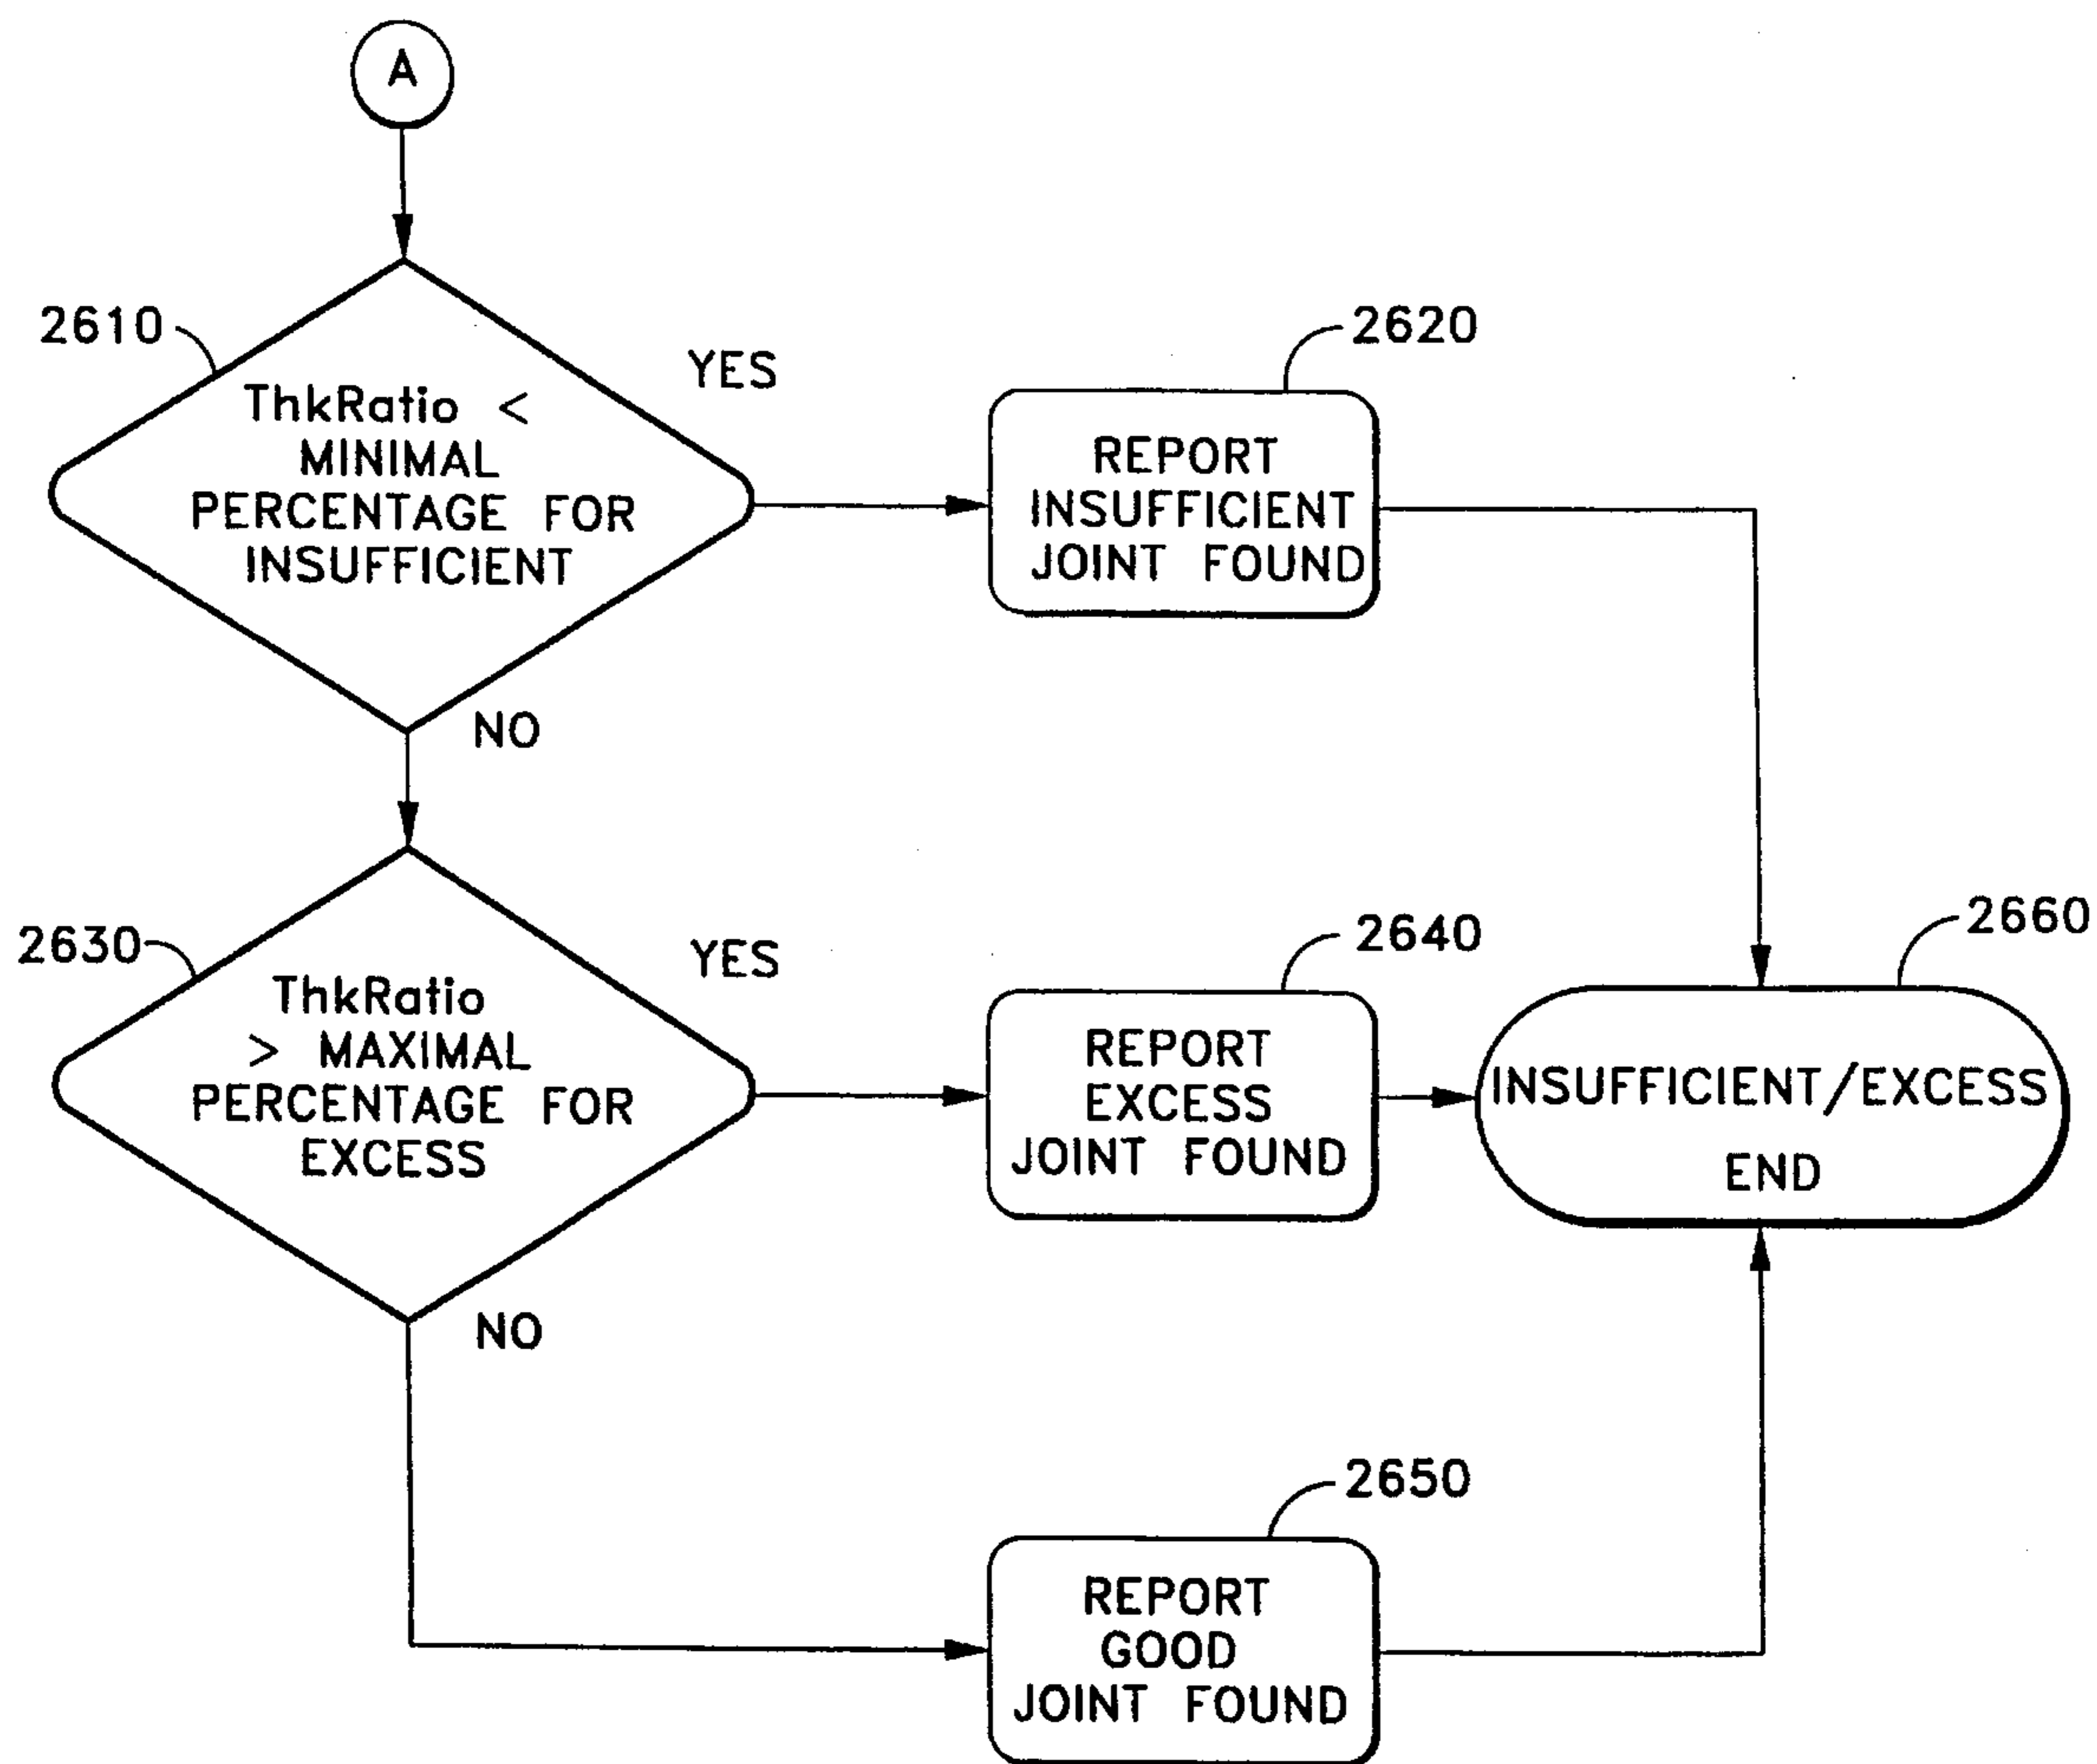 A
2610
ThkRatio <
MINIMAL
PERCENTAGE FOR
INSUFFICIENT
YES
2620
REPORT
INSUFFICIENT
JOINT FOUND
NO
2630
ThkRatio
> MAXIMAL
PERCENTAGE FOR
EXCESS
YES
2640
REPORT
EXCESS
JOINT FOUND
2660
INSUFFICIENT/EXCESS
END
NO
2650
REPORT
GOOD
JOINT FOUND